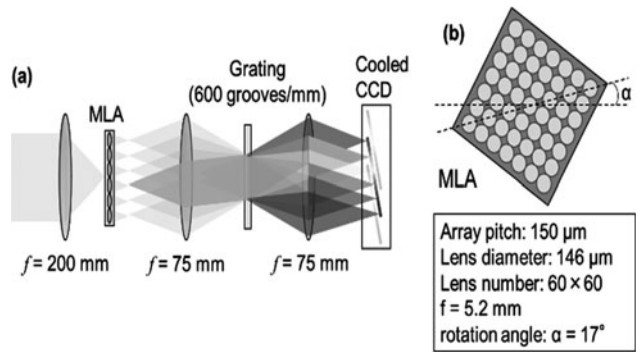 (a)
MLA
Grating
(600 grooves/mm)
Cooled
CCD
f = 200 mm
f = 75 mm
f = 75 mm
(b)
α
MLA
Array pitch: 150 μm
Lens diameter: 146 μm
Lens number: 60 × 60
f = 5.2 mm
rotation angle: α = 17°